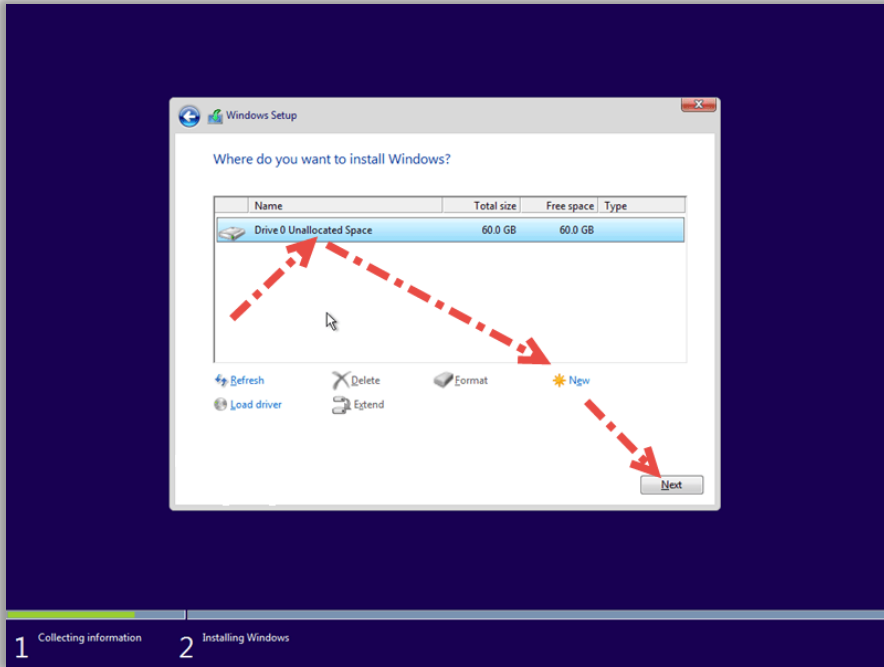 Windows Setup
Where do you want to install Windows?
Name Total size Free space Type
Drive 0 Unallocated Space 60.0 GB 60.0 GB
Refresh Delete Format New
Load driver Extend
Next
1 Collecting information 2 Installing Windows